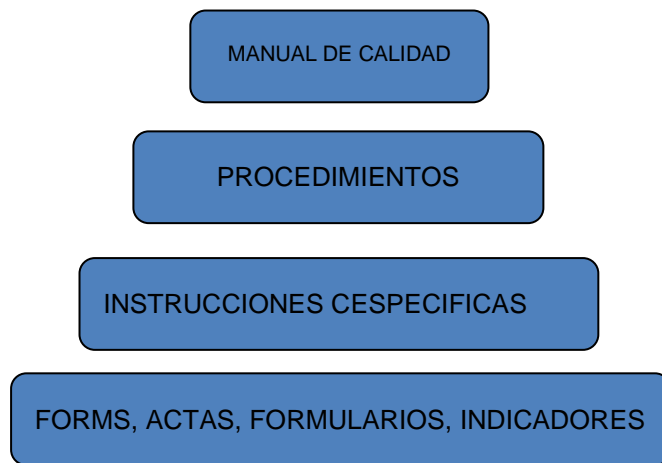 MANUAL DE CALIDAD
PROCEDIMIENTOS
INSTRUCCIONES CESPECIFICAS
FORMS, ACTAS, FORMULARIOS, INDICADORES